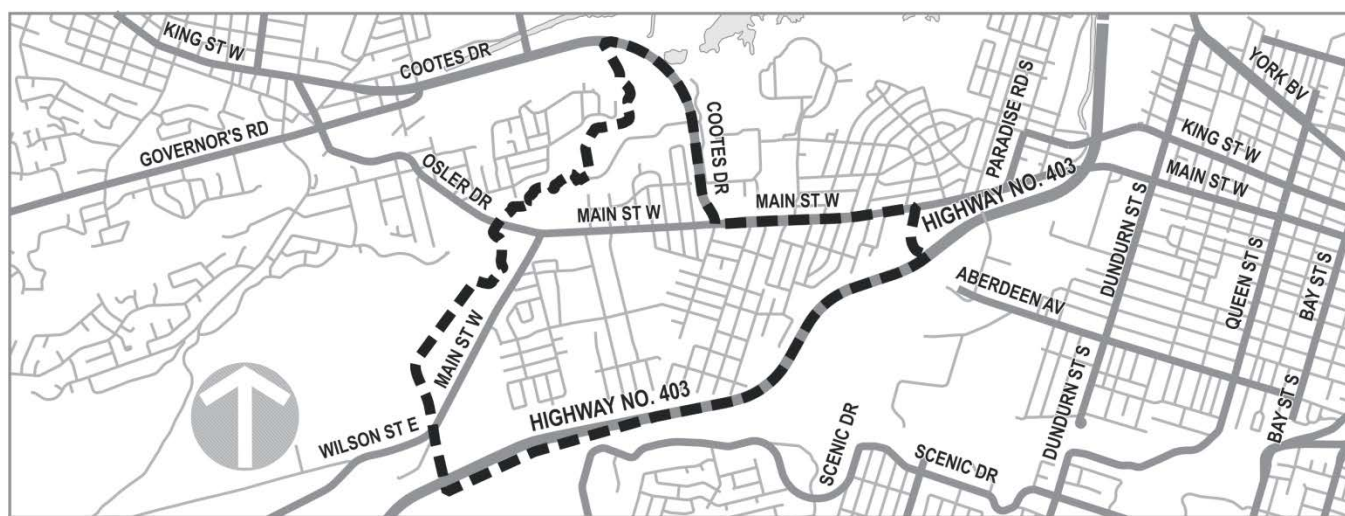 KING ST W
COOTES DR
GOVERNOR'S RD
OSLER DR
COOTES DR
MAIN ST W
MAIN ST W
PARADISE RD S
HIGHWAY NO. 403
YORK BV
KING ST W
MAIN ST W
DUNDURN ST S
QUEEN ST S
BAY ST S
ABERDEEN AV
MAIN ST W
WILSON ST E
HIGHWAY NO. 403
SCENIC DR
SCENIC DR
DUNDURN ST S
BAY ST S